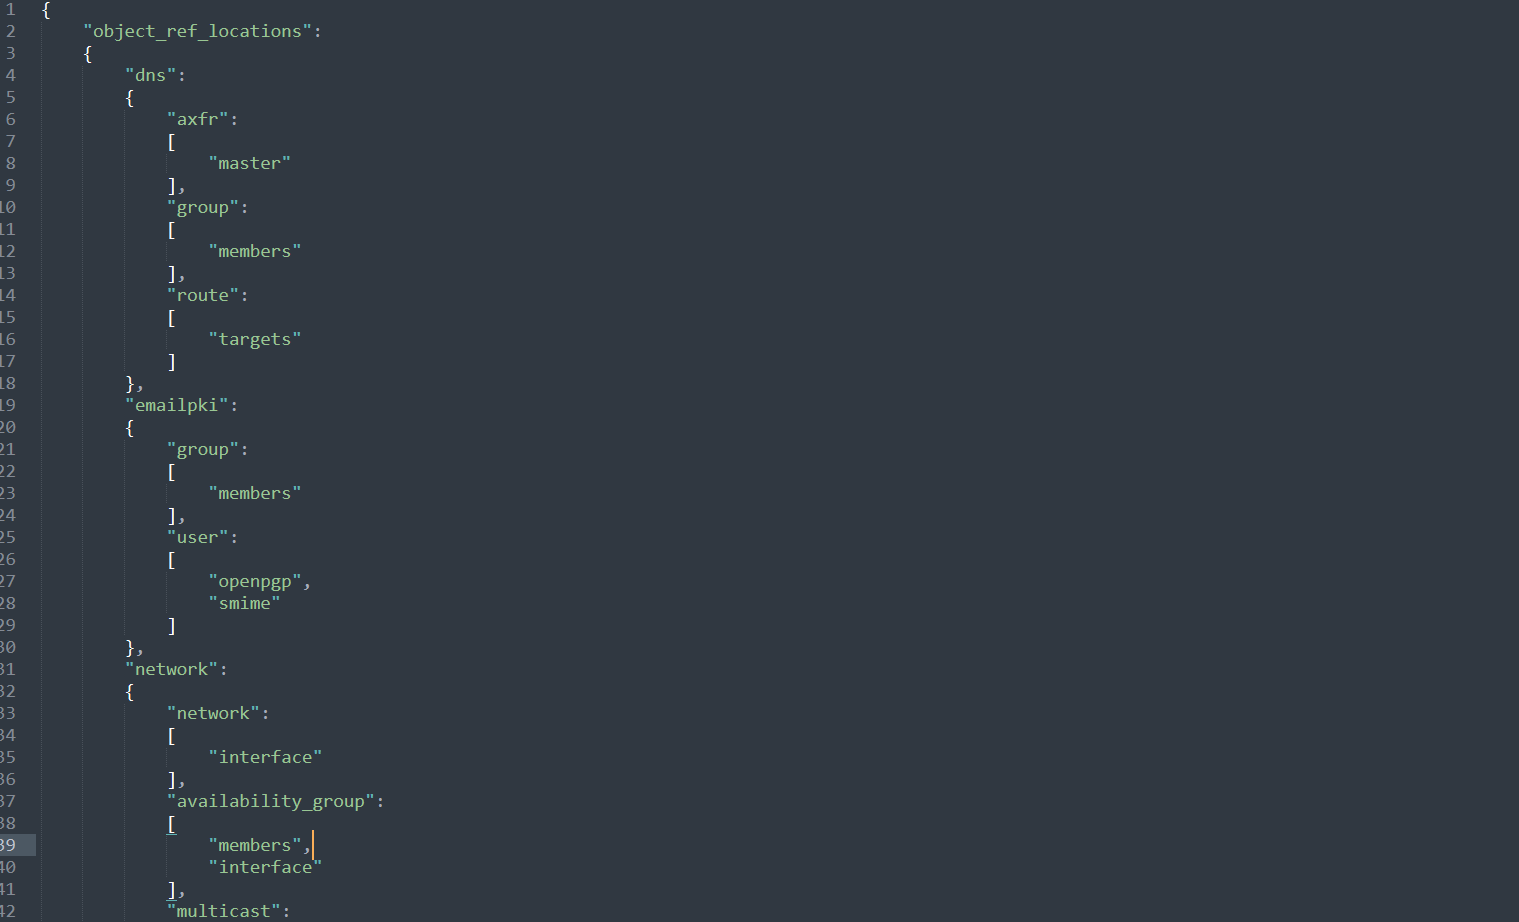 1 {
2     "object_ref_locations":
3     {
4         "dns":
5         {
6             "axfr":
7             [
8                 "master"
9             ],
10             "group":
11             [
12                 "members"
13             ],
14             "route":
15             [
16                 "targets"
17             ]
18         },
19         "emailpki":
20         {
21             "group":
22             [
23                 "members"
24             ],
25             "user":
26             [
27                 "openpgp",
28                 "smime"
29             ]
30         },
31         "network":
32         {
33             "network":
34             [
35                 "interface"
36             ],
37             "availability_group":
38             [
39                 "members",
40                 "interface"
41             ],
42             "multicast":